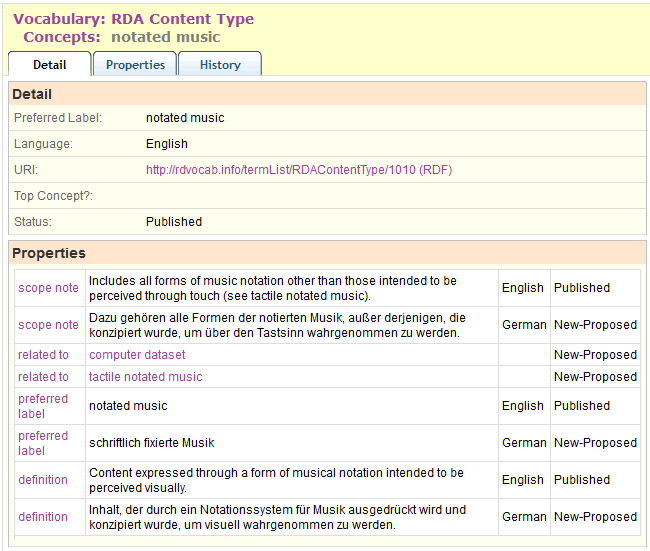 Vocabulary: RDA Content Type
Concepts: notated music
Detail Properties History
Detail
Preferred Label: notated music
Language: English
URI: http://rdvocab.info/termList/RDAContentType/1010 (RDF)
Top Concept?:
Status: Published
Properties
scope note Includes all forms of music notation other than those intended to be
perceived through touch (see tactile notated music). English Published
scope note Dazu gehören alle Formen der notierten Musik, außer derjenigen, die
konzipiert wurde, um über den Tastsinn wahrgenommen zu werden. German New-Proposed
related to computer dataset New-Proposed
related to tactile notated music New-Proposed
preferred
label notated music English Published
preferred
label schriftlich fixierte Musik German New-Proposed
definition Content expressed through a form of musical notation intended to be
perceived visually. English Published
definition Inhalt, der durch ein Notationssystem für Musik ausgedrückt wird und
konzipiert wurde, um visuell wahrgenommen zu werden. German New-Proposed